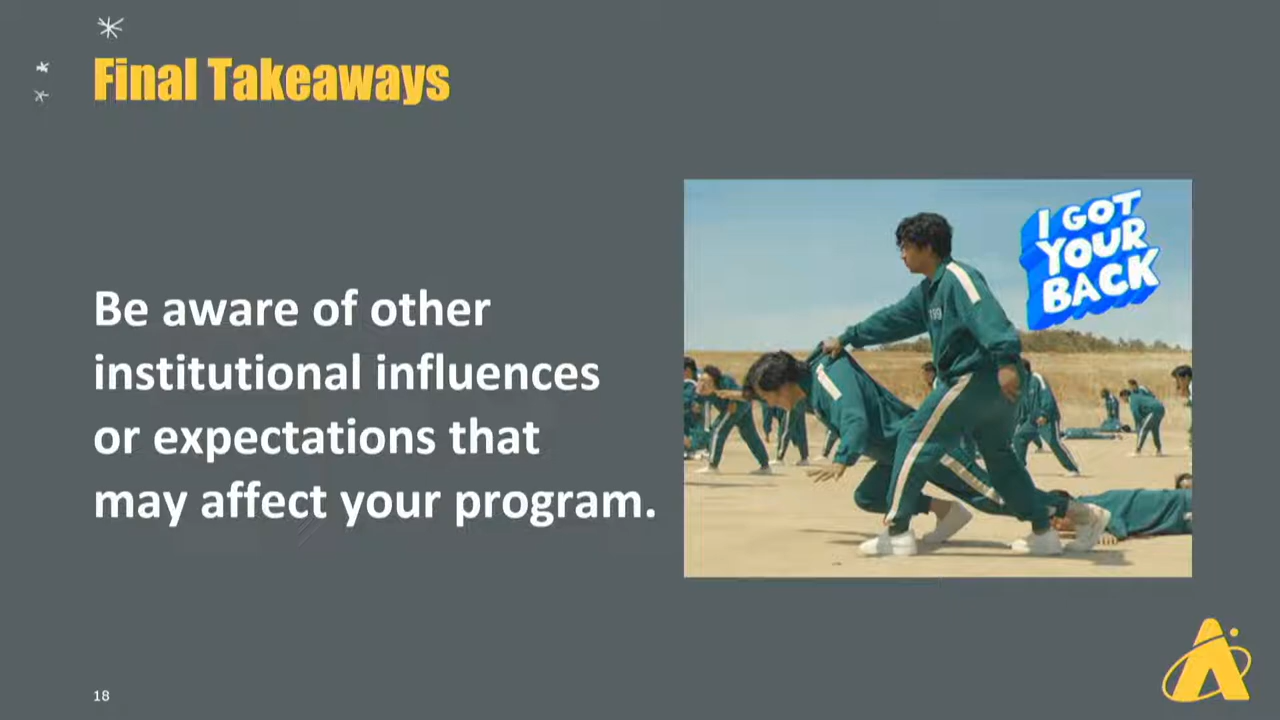 Final Takeaways
Be aware of other
institutional influences
or expectations that
may affect your program.
I GOT
YOUR
BACK
18